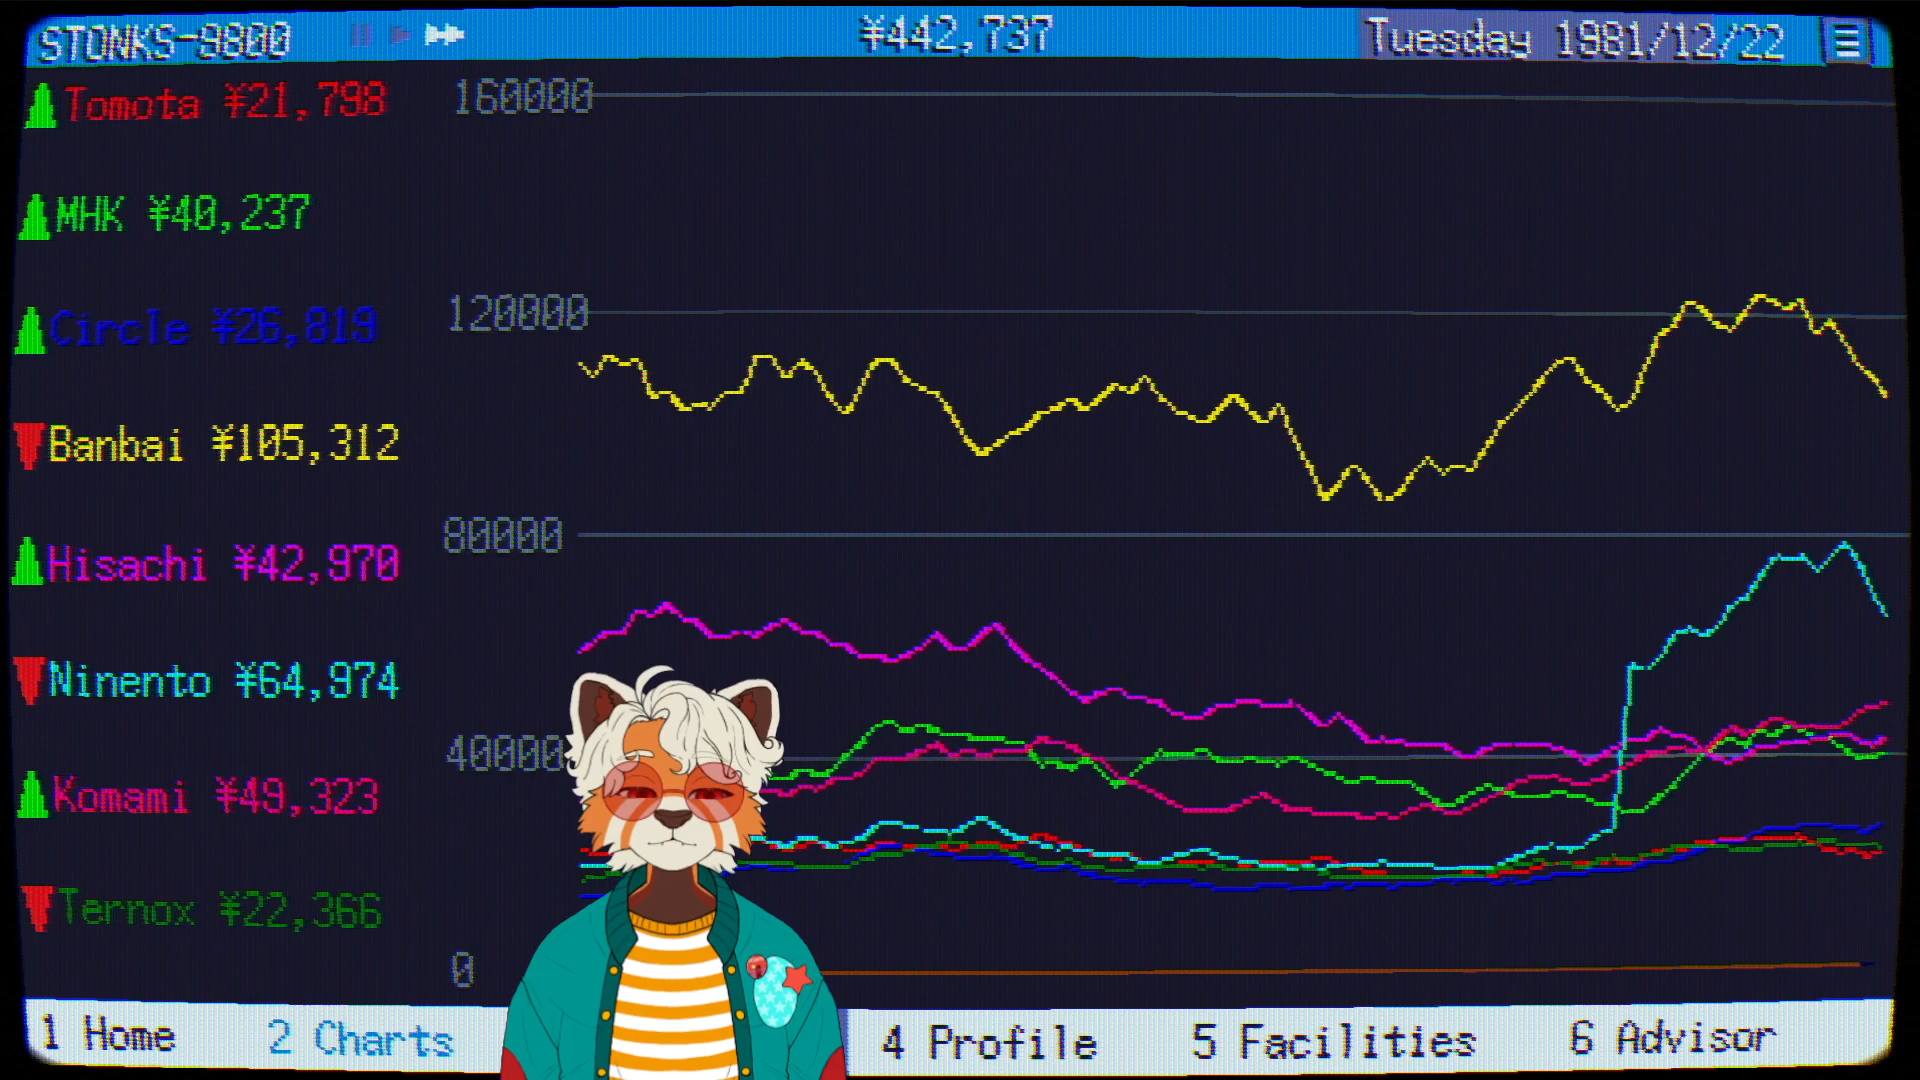 STONKS-9800 ¥442,737 Tuesday 1981/12/22
Tomota ¥21,798
MHK ¥40,237
Circle ¥26,819
Banbai ¥105,312
Hisachi ¥42,970
Ninento ¥64,974
Komami ¥49,323
Ternox ¥22,366
160000
120000
80000
40000
0
1 Home 2 Charts 4 Profile 5 Facilities 6 Advisor